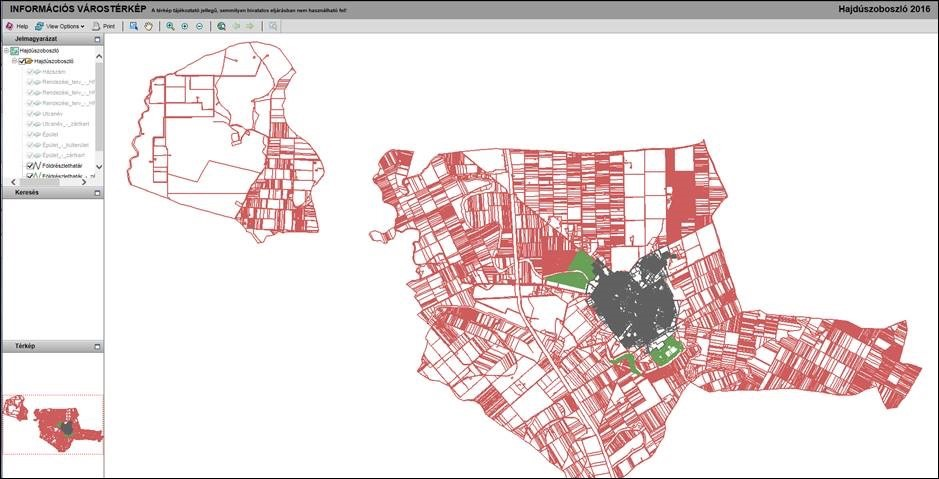 INFORMÁCIÓS VÁROSTÉRKÉP A térkép tájékoztató jellegű, semmilyen hivatalos eljárásban nem használható fel! Hajdúszoboszló 2016
Help View Options Print
Jelmagyarázat
Hajdúszoboszló
Hajdúszoboszló
Házszám
Rendezési_terv_-_HF
Rendezési_terv_-_HF
Rendezési_terv_-_HF
Utcanév
Utcanév_-_zártkert
Épület
Épület_-_külterület
Épület_-_zártkert
Földrészlethatár
Keresés
Térkép